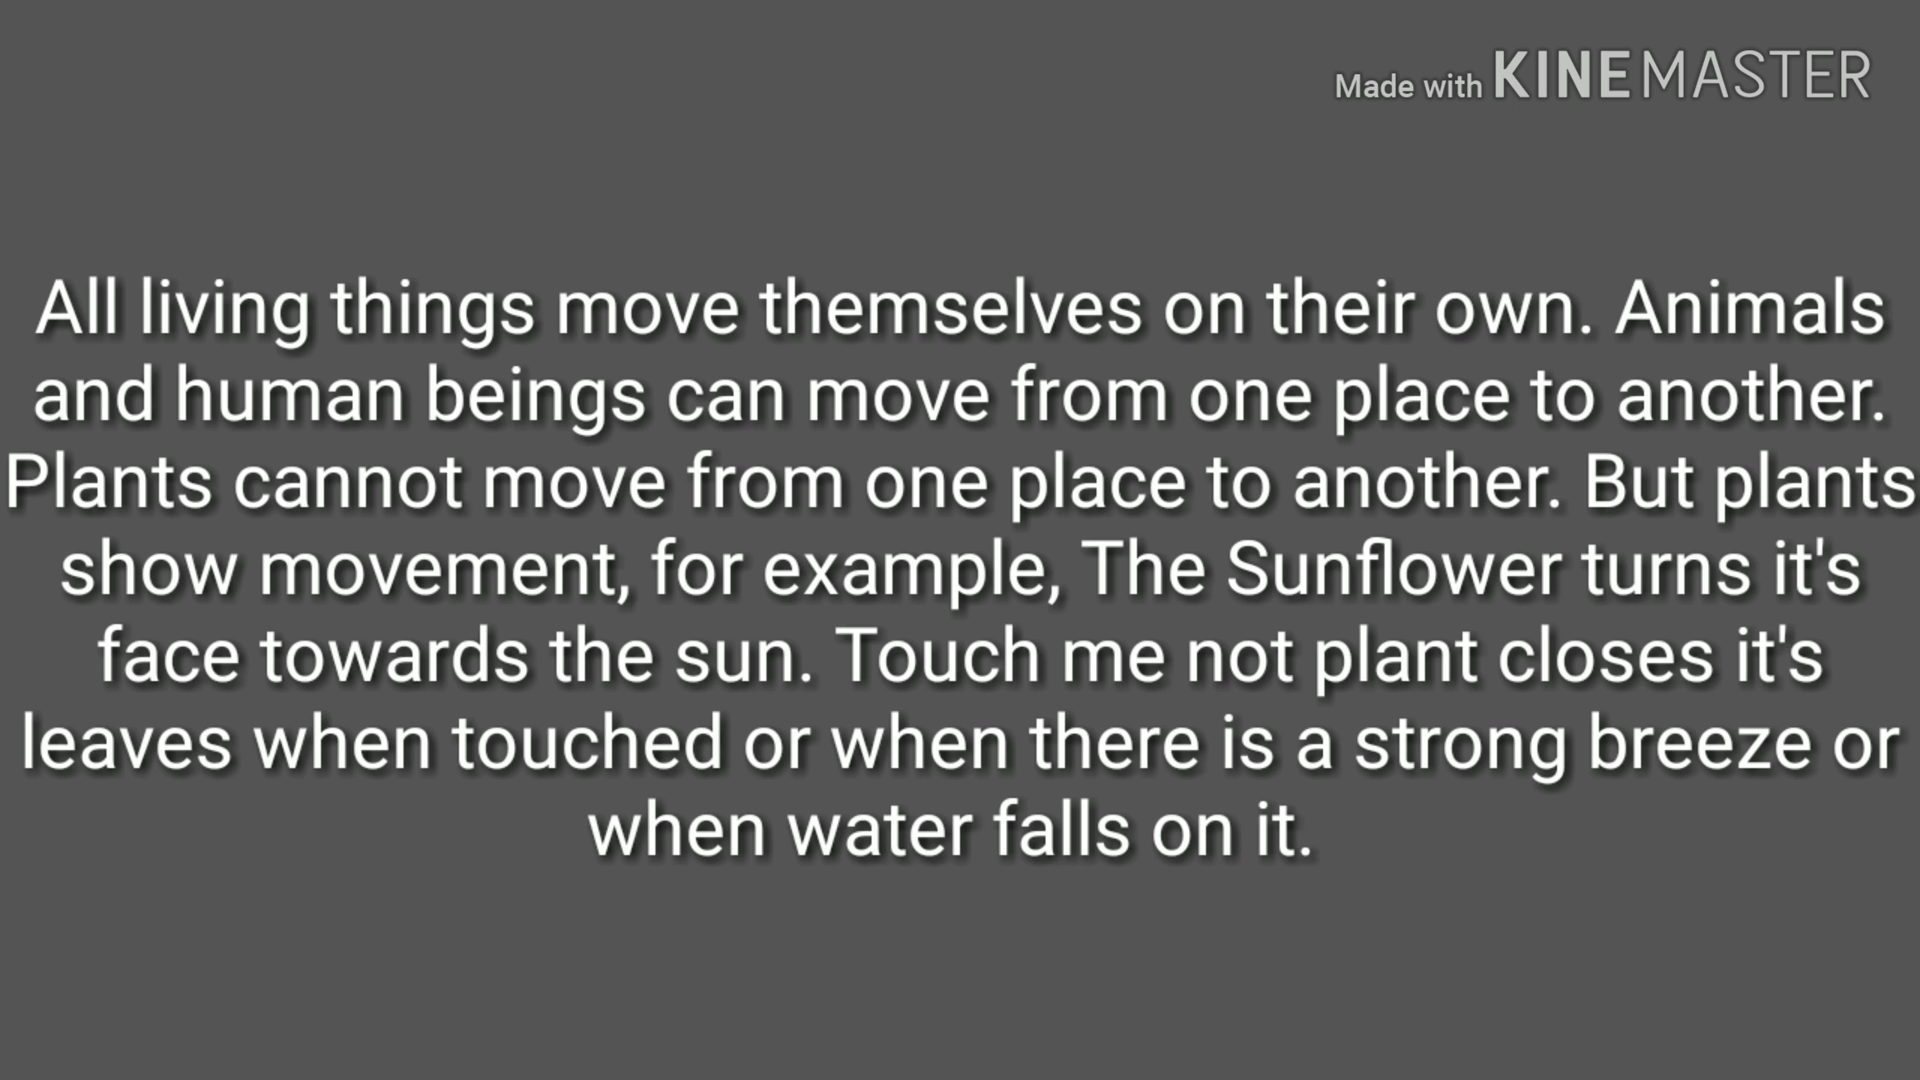 Made with KINEMASTER
All living things move themselves on their own. Animals
and human beings can move from one place to another.
Plants cannot move from one place to another. But plants
show movement, for example, The Sunflower turns it's
face towards the sun. Touch me not plant closes it's
leaves when touched or when there is a strong breeze or
when water falls on it.